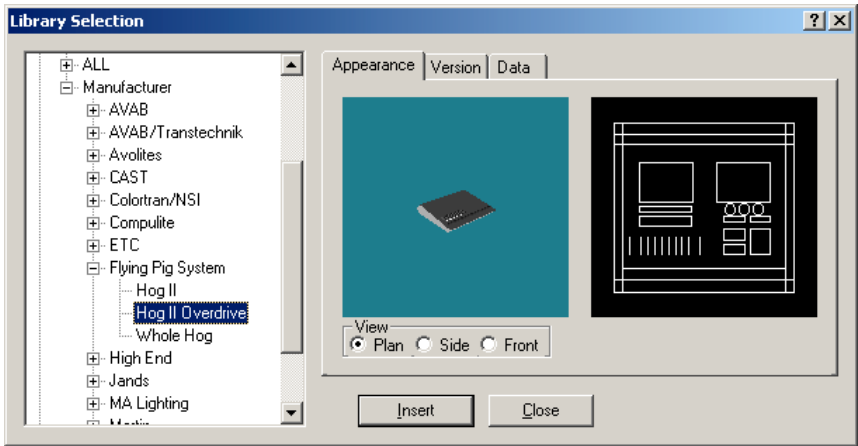 Library Selection
ALL
Manufacturer
AVAB
AVAB/Transtechnik
Avolites
CAST
Colortran/NSI
Compulite
ETC
Flying Pig System
Hog II
Hog II Overdrive
Whole Hog
High End
Jands
MA Lighting
Appearance Version Data
View
Plan Side Front
Insert Close